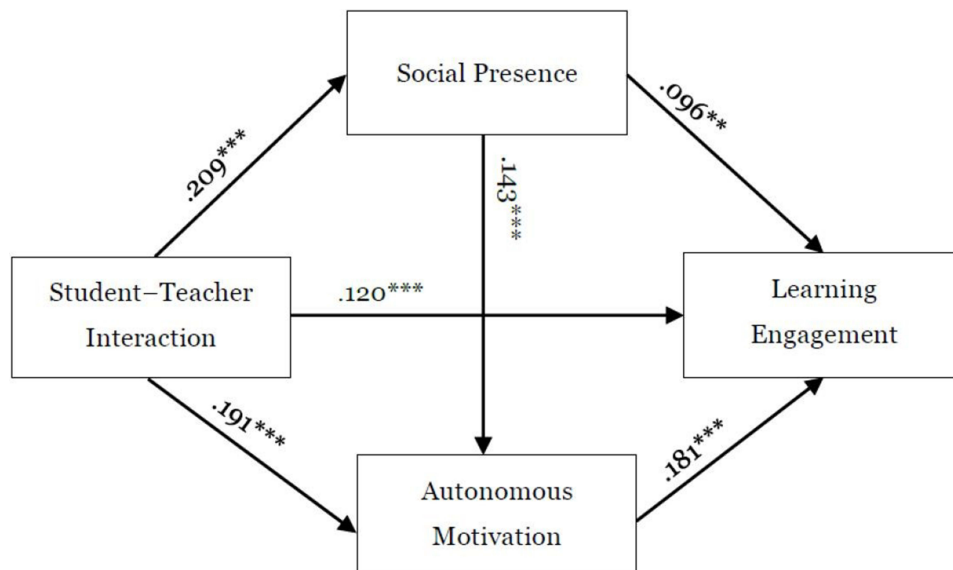 Social Presence
.096**
.209***
.143***
Student–Teacher
Interaction
.120***
Learning
Engagement
.191***
.181***
Autonomous
Motivation